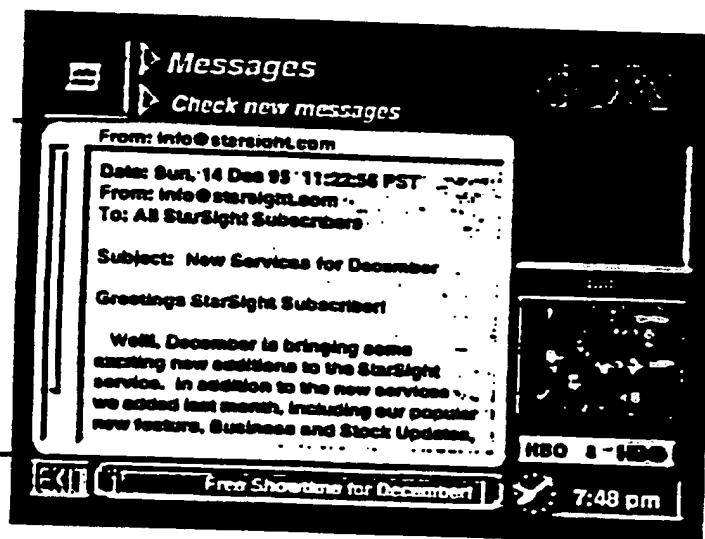 Messages
Check new messages
From: info@starsight.com
Date: Sun, 14 Dec 95 11:22:56 PST
From: info@starsight.com
To: All StarSight Subscribers
Subject: New Services for December
Greetings StarSight Subscriber!
Well, December is bringing some
exciting new additions to the StarSight
service. In addition to the new services
we added last month, including our popular
new feature, Business and Stock Updates,
HBO 8 - HBO
EXIT
Free Showtime for December!
7:48 pm